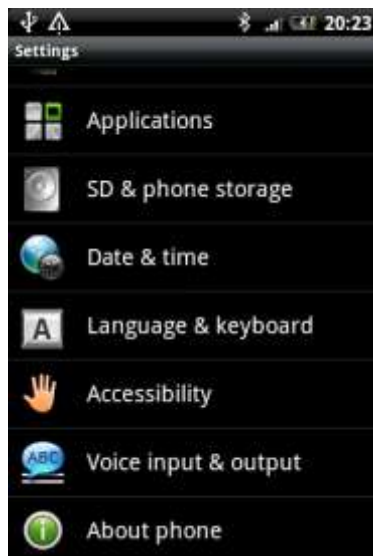 20:23
Settings
Applications
SD & phone storage
Date & time
A
Language & keyboard
Accessibility
ABC
Voice input & output
About phone